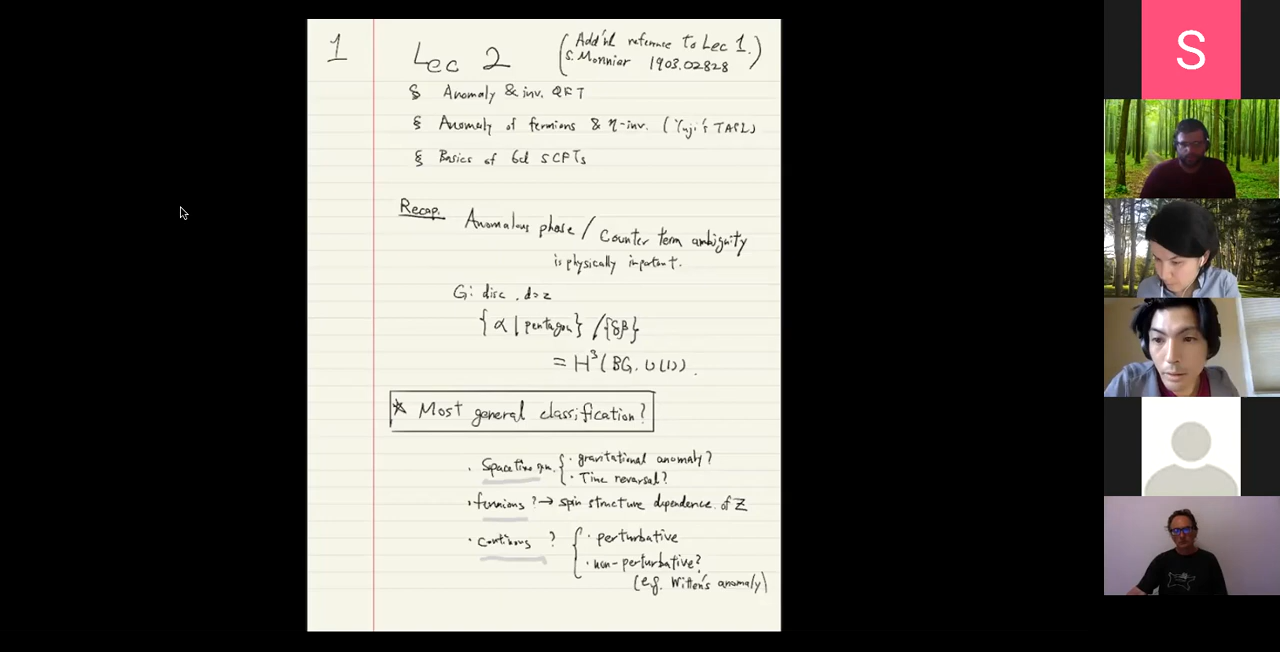 1
Lec 2
(Add'nl reference to Lec 1.
S. Monnier 1903.02828)
§ Anomaly & inv. QFT
§ Anomaly of fermions & η-inv. (Yuji's TASI)
§ Basics of 6d SCFTs
Recap.
Anomalous phase / Counter term ambiguity
is physically important.
G: disc, d=2
{α | pentagon} / {δβ}
= H³(BG, U(1)).
☆ Most general classification?
· Spacetime sym. { · gravitational anomaly?
· Time reversal?
· fermions ? → spin structure dependence of Z
· Continous ? { · perturbative
· non-perturbative?
(e.g. Witten's anomaly)
S